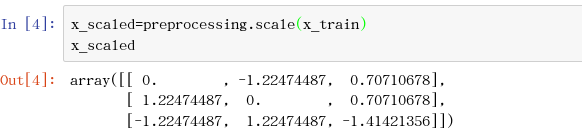 In [4]: x_scaled=preprocessing.scale(x_train)
x_scaled
Out[4]: array([[ 0.        , -1.22474487,  0.70710678],
[ 1.22474487,  0.        ,  0.70710678],
[-1.22474487,  1.22474487, -1.41421356]])